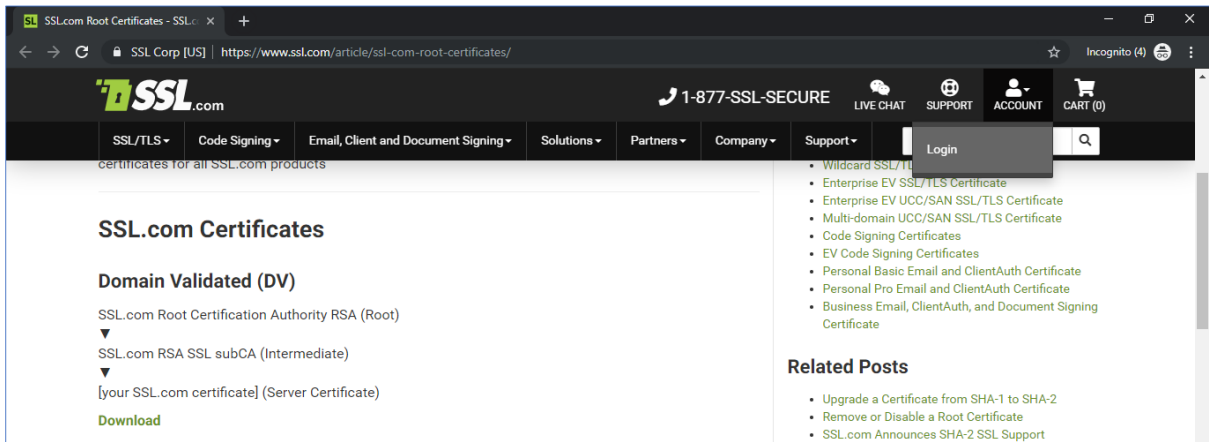 SL SSL.com Root Certificates - SSL.c
SSL Corp [US] | https://www.ssl.com/article/ssl-com-root-certificates/
Incognito (4)
SSL.com
1-877-SSL-SECURE
LIVE CHAT
SUPPORT
ACCOUNT
CART (0)
SSL/TLS
Code Signing
Email, Client and Document Signing
Solutions
Partners
Company
Support
Login
certificates for all SSL.com products
SSL.com Certificates
Domain Validated (DV)
SSL.com Root Certification Authority RSA (Root)
▼
SSL.com RSA SSL subCA (Intermediate)
▼
[your SSL.com certificate] (Server Certificate)
Download
• Wildcard SSL/TL
• Enterprise EV SSL/TLS Certificate
• Enterprise EV UCC/SAN SSL/TLS Certificate
• Multi-domain UCC/SAN SSL/TLS Certificate
• Code Signing Certificates
• EV Code Signing Certificates
• Personal Basic Email and ClientAuth Certificate
• Personal Pro Email and ClientAuth Certificate
• Business Email, ClientAuth, and Document Signing
Certificate
Related Posts
• Upgrade a Certificate from SHA-1 to SHA-2
• Remove or Disable a Root Certificate
• SSL.com Announces SHA-2 SSL Support